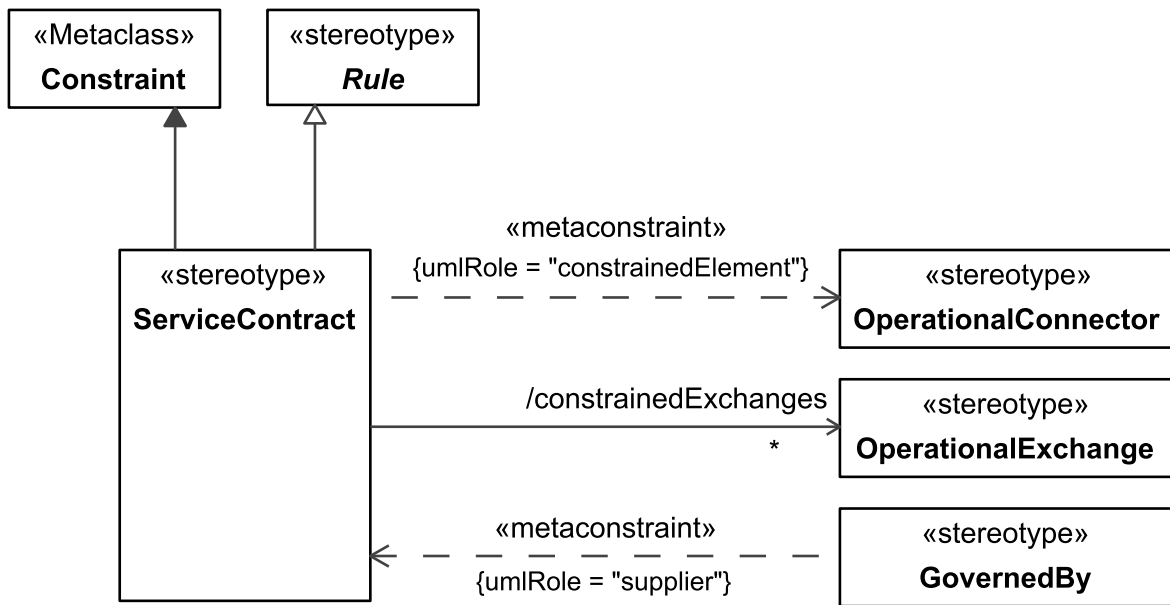 «Metaclass»
Constraint
«stereotype»
Rule
«stereotype»
ServiceContract
«metaconstraint»
{umlRole = "constrainedElement"}
«stereotype»
OperationalConnector
/constrainedExchanges
*
«stereotype»
OperationalExchange
«metaconstraint»
{umlRole = "supplier"}
«stereotype»
GovernedBy